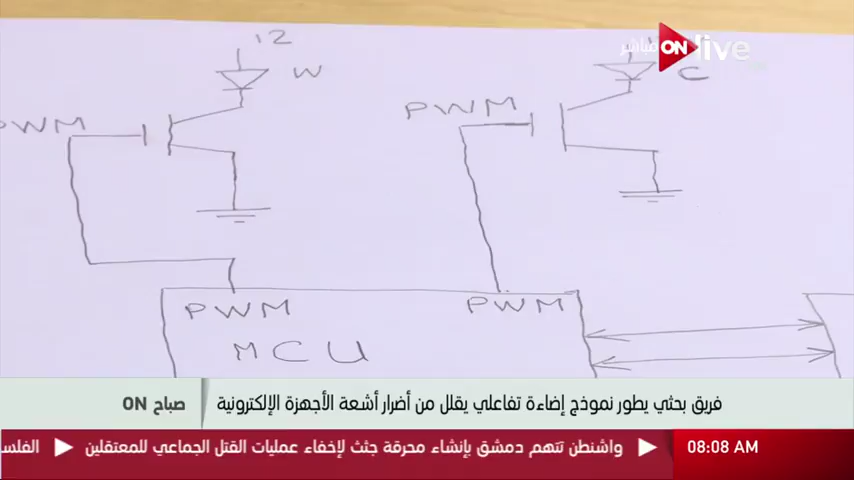 12
W
PWM
12
C
PWM
مباشر ON live
PWM
PWM
MCU
فريق بحثي يطور نموذج إضاءة تفاعلي يقلل من أضرار أشعة الأجهزة الإلكترونية
صباح ON
08:08 AM
واشنطن تتهم دمشق بإنشاء محرقة جثث لإخفاء عمليات القتل الجماعي للمعتقلين